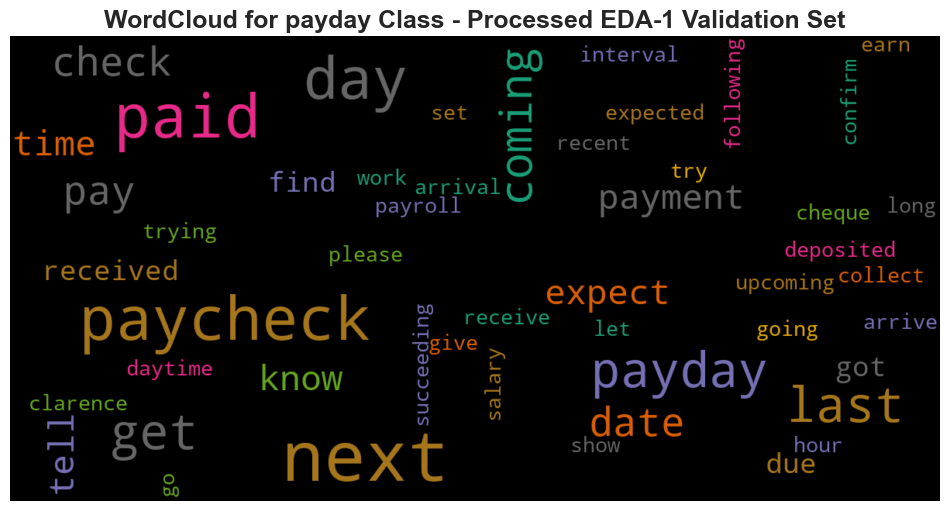 WordCloud for payday Class - Processed EDA-1 Validation Set
check
day
coming
interval
following
earn
confirm
paid
set
expected
time
recent
try
pay
find
work
arrival
payroll
payment
cheque
long
trying
please
deposited
received
upcoming
collect
expect
paycheck
succeeding
receive
give
let
going
arrive
daytime
know
salary
payday
got
clarence
last
tell
get
date
next
show
hour
due
go